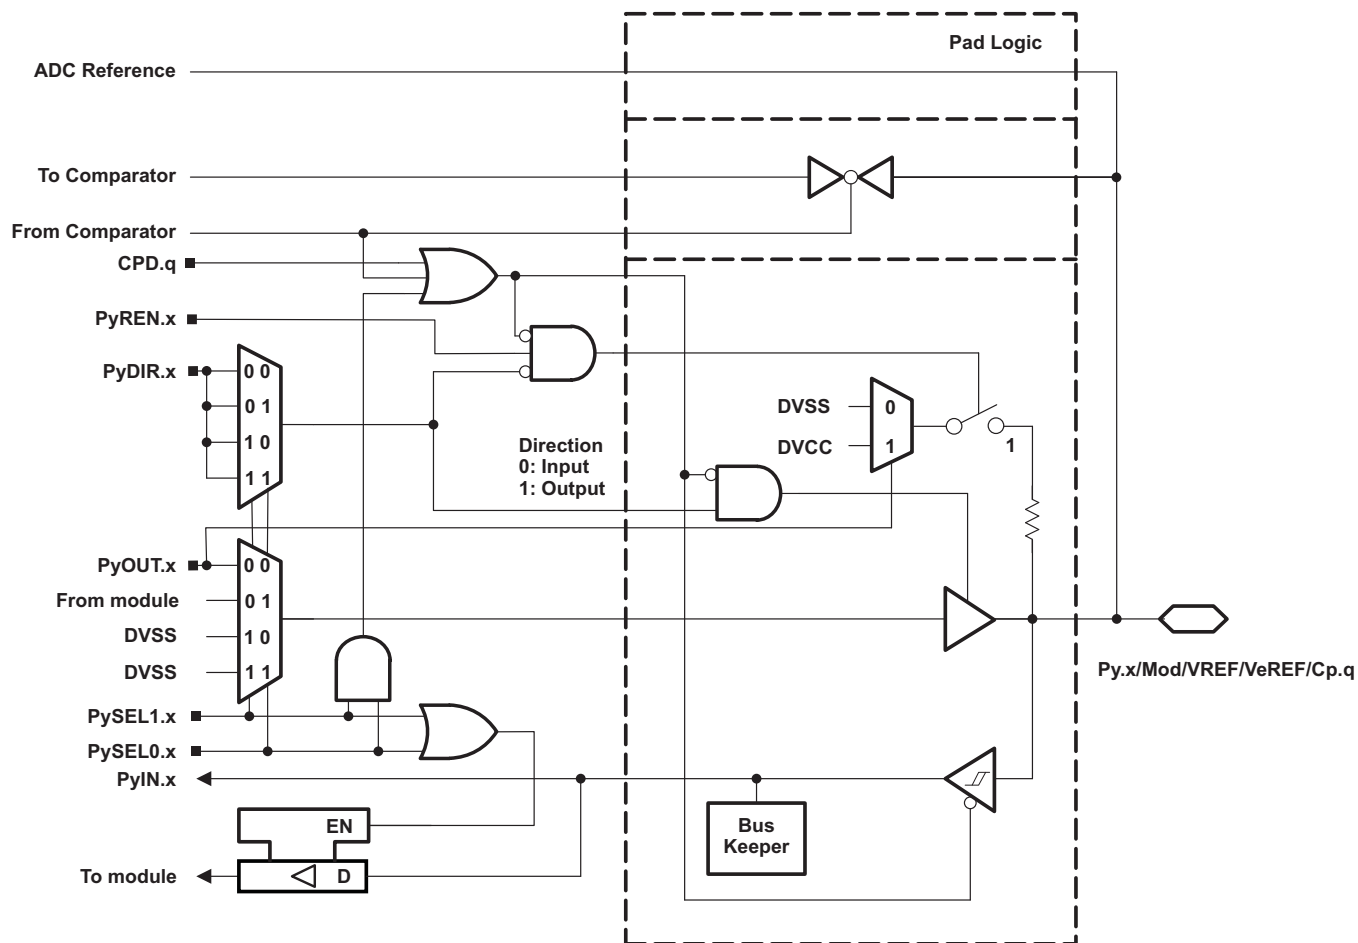 Pad Logic
ADC Reference
To Comparator
From Comparator
CPD.q
PyREN.x
PyDIR.x
0 0
0 1
1 0
1 1
Direction
0: Input
1: Output
DVSS
0
DVCC
1
1
PyOUT.x
0 0
From module
0 1
DVSS
1 0
DVSS
1 1
Py.x/Mod/VREF/VeREF/Cp.q
PySEL1.x
PySEL0.x
PyIN.x
Bus
Keeper
EN
To module
D